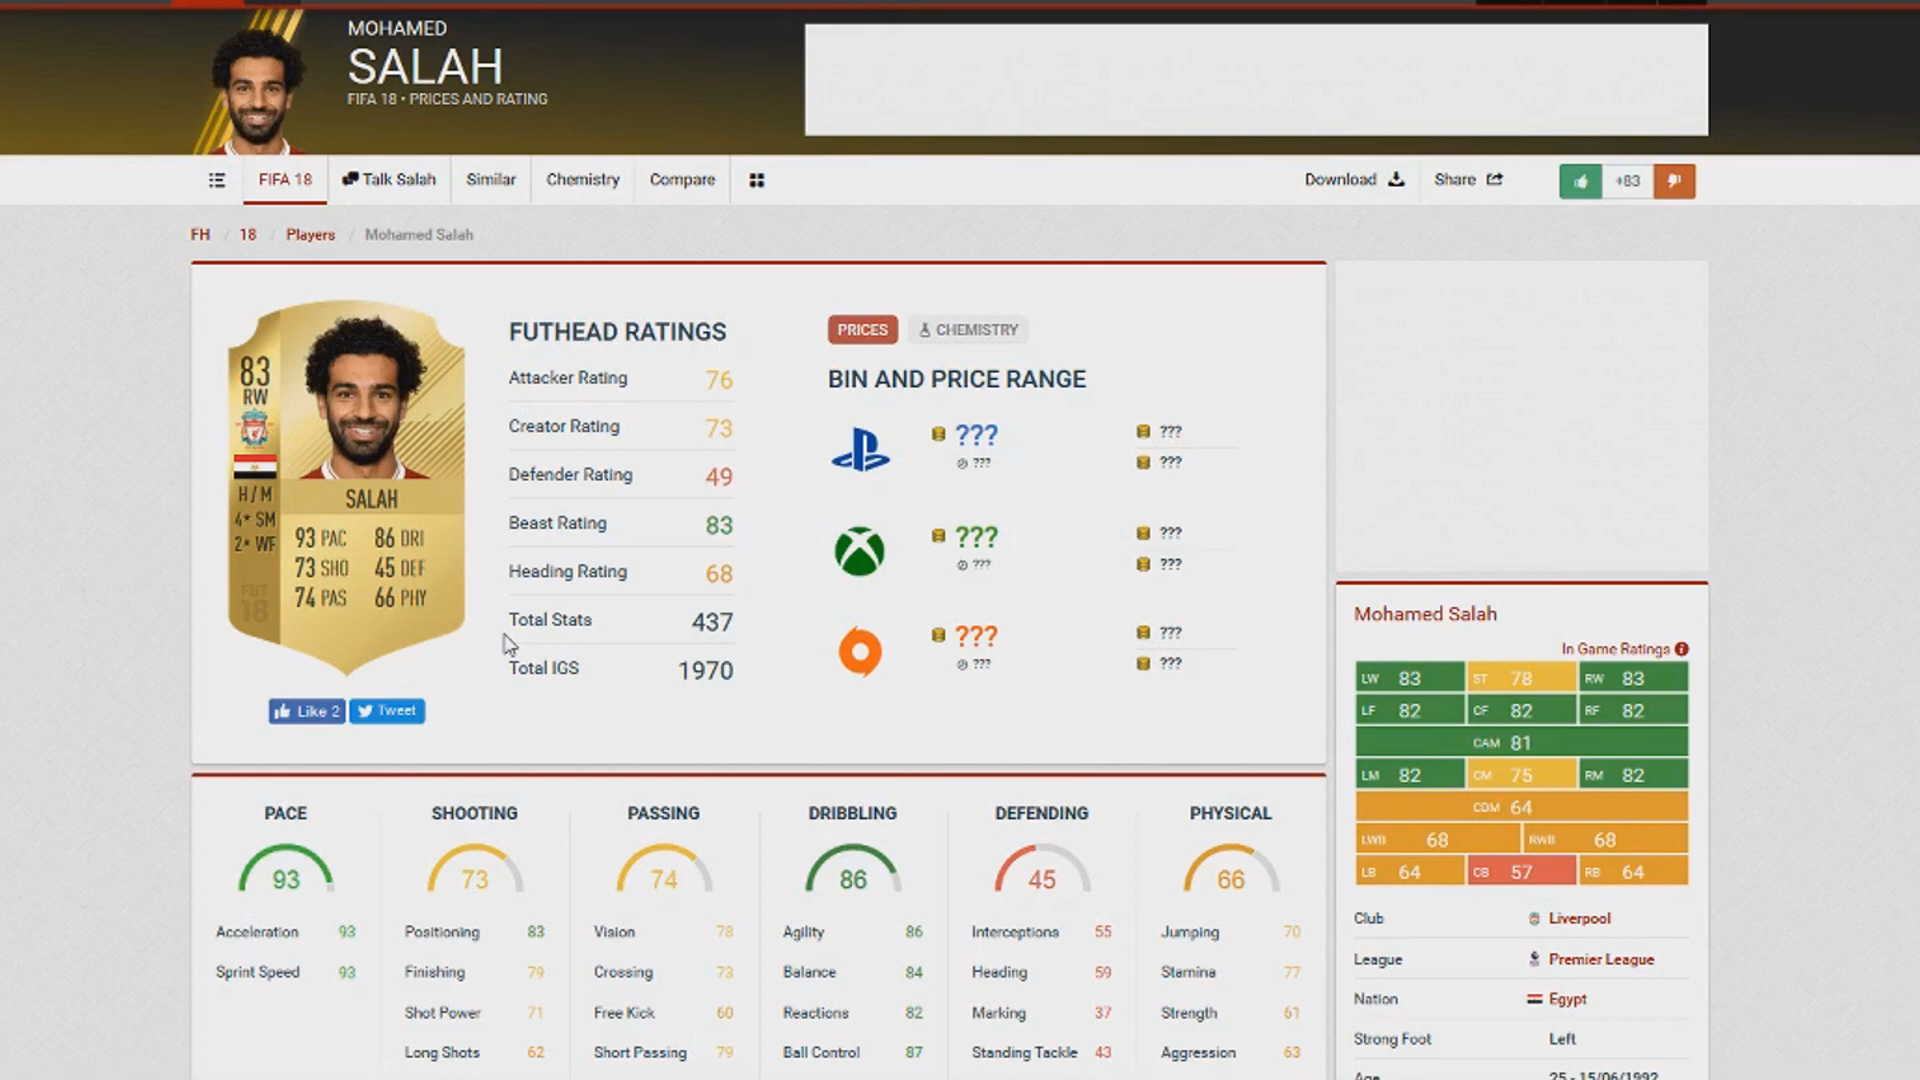 MOHAMED
SALAH
FIFA 18 • PRICES AND RATING
FIFA 18
Talk Salah
Similar
Chemistry
Compare
Download
Share
+83
FH / 18 / Players / Mohamed Salah
83
RW
H / M
4* SM
2* WF
FUT
18
SALAH
93 PAC 86 DRI
73 SHO 45 DEF
74 PAS 66 PHY
Like 2
Tweet
FUTHEAD RATINGS
Attacker Rating 76
Creator Rating 73
Defender Rating 49
Beast Rating 83
Heading Rating 68
Total Stats 437
Total IGS 1970
PRICES
CHEMISTRY
BIN AND PRICE RANGE
??? ???
??? ???
??? ???
??? ???
??? ???
??? ???
PACE
93
Acceleration 93
Sprint Speed 93
SHOOTING
73
Positioning 83
Finishing 79
Shot Power 71
Long Shots 62
PASSING
74
Vision 78
Crossing 73
Free Kick 60
Short Passing 79
DRIBBLING
86
Agility 86
Balance 84
Reactions 82
Ball Control 87
DEFENDING
45
Interceptions 55
Heading 59
Marking 37
Standing Tackle 43
PHYSICAL
66
Jumping 70
Stamina 77
Strength 61
Aggression 63
Mohamed Salah
In Game Ratings
LW 83 ST 78 RW 83
LF 82 CF 82 RF 82
CAM 81
LM 82 CM 75 RM 82
CDM 64
LWB 68 RWB 68
LB 64 CB 57 RB 64
Club Liverpool
League Premier League
Nation Egypt
Strong Foot Left
Age 25 - 15/06/1992